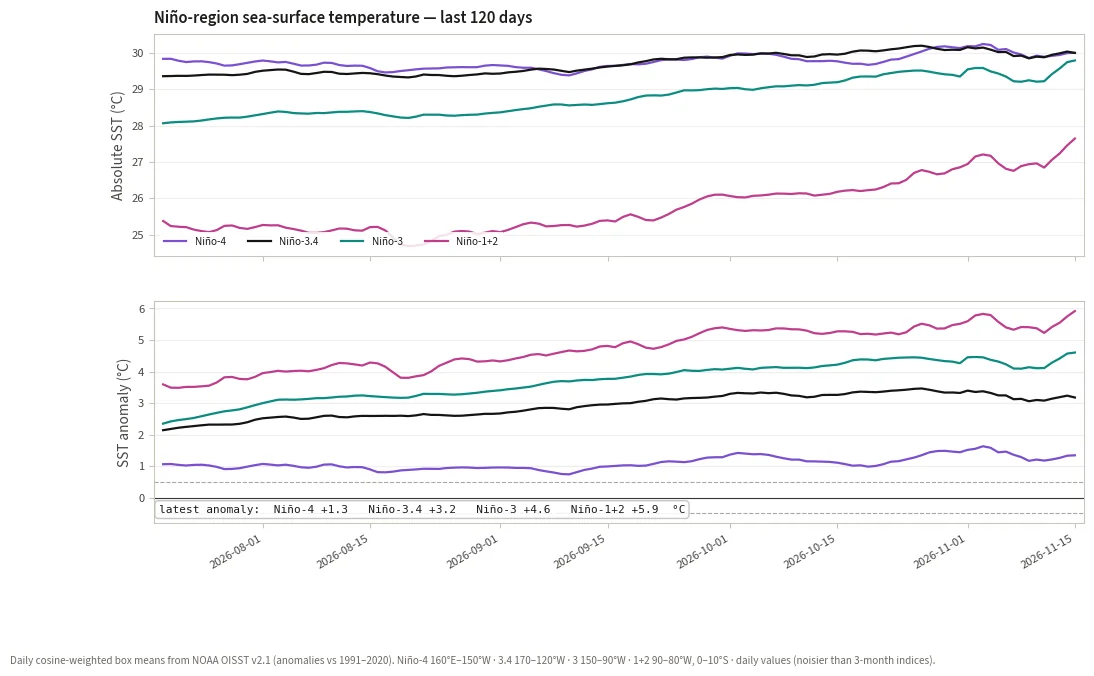 Niño-region sea-surface temperature — last 120 days
Absolute SST (°C)
30
29
28
27
26
25
Niño-4
Niño-3.4
Niño-3
Niño-1+2
SST anomaly (°C)
6
5
4
3
2
1
0
latest anomaly: Niño-4 +1.3 Niño-3.4 +3.2 Niño-3 +4.6 Niño-1+2 +5.9 °C
2026-08-01
2026-08-15
2026-09-01
2026-09-15
2026-10-01
2026-10-15
2026-11-01
2026-11-15
Daily cosine-weighted box means from NOAA OISST v2.1 (anomalies vs 1991–2020). Niño-4 160°E–150°W · 3.4 170–120°W · 3 150–90°W · 1+2 90–80°W, 0–10°S · daily values (noisier than 3-month indices).